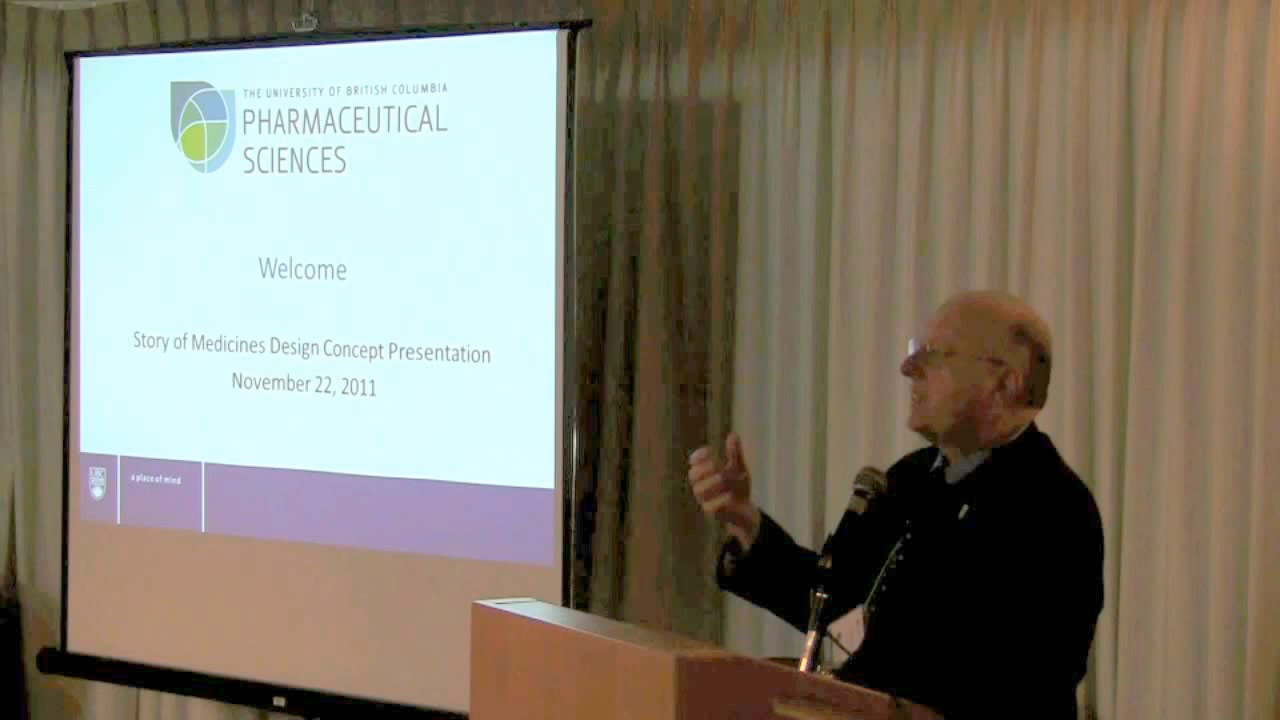 THE UNIVERSITY OF BRITISH COLUMBIA
PHARMACEUTICAL
SCIENCES
Welcome
Story of Medicines Design Concept Presentation
November 22, 2011
a place of mind